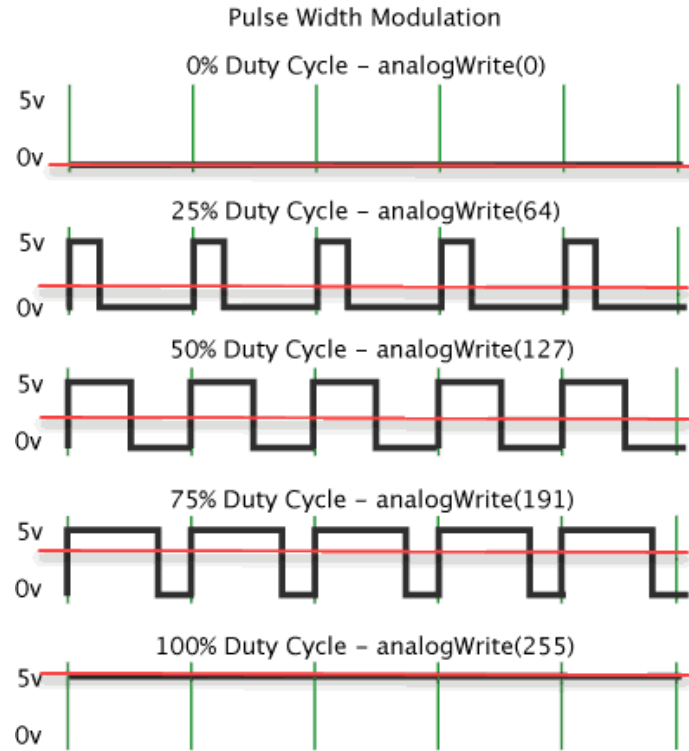 Pulse Width Modulation
0% Duty Cycle – analogWrite(0)
5v
0v
25% Duty Cycle – analogWrite(64)
5v
0v
50% Duty Cycle – analogWrite(127)
5v
0v
75% Duty Cycle – analogWrite(191)
5v
0v
100% Duty Cycle – analogWrite(255)
5v
0v